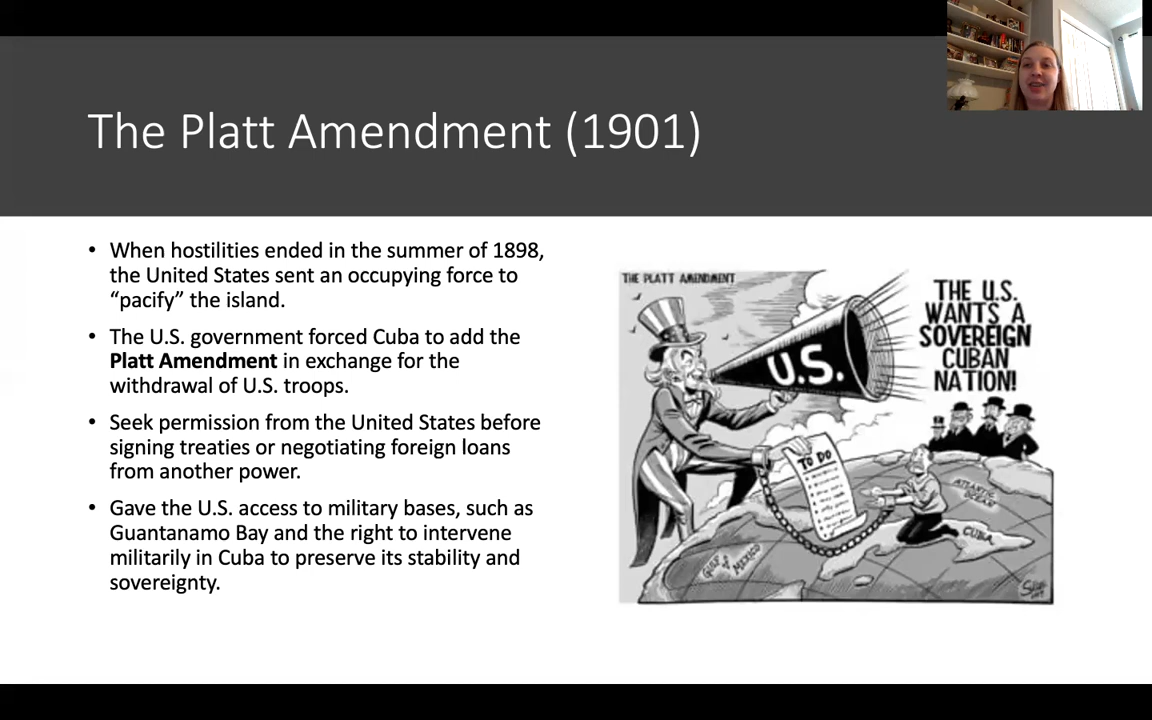 The Platt Amendment (1901)
• When hostilities ended in the summer of 1898,
the United States sent an occupying force to
“pacify” the island.
• The U.S. government forced Cuba to add the
Platt Amendment in exchange for the
withdrawal of U.S. troops.
• Seek permission from the United States before
signing treaties or negotiating foreign loans
from another power.
• Gave the U.S. access to military bases, such as
Guantanamo Bay and the right to intervene
militarily in Cuba to preserve its stability and
sovereignty.
THE PLATT AMENDMENT
U.S.
THE U.S.
WANTS A
SOVEREIGN
CUBAN
NATION!
TO DO
ATLANTIC
OCEAN
CUBA
GULF
OF
MEXICO